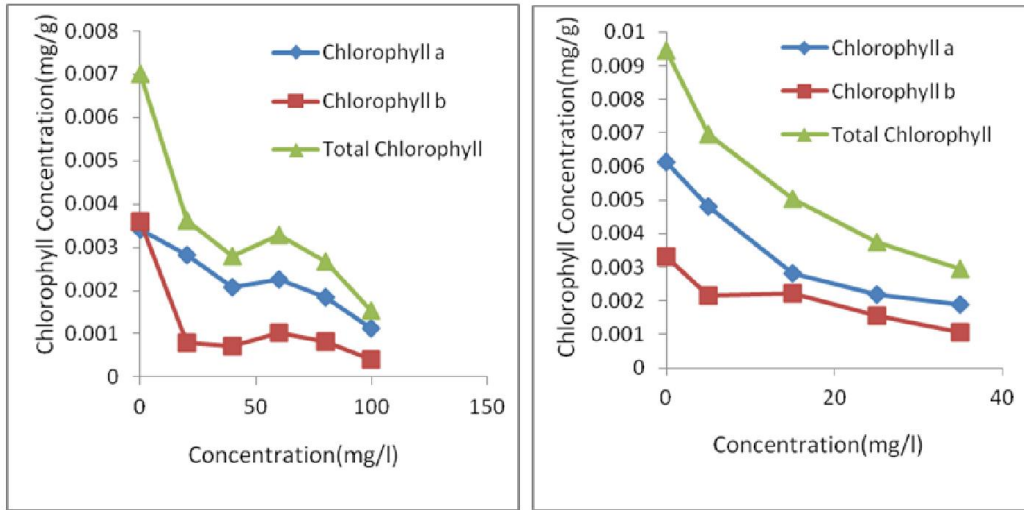 0.008
0.007
0.006
0.005
0.004
0.003
0.002
0.001
0
Chlorophyll Concentration(mg/g)
Chlorophyll a
Chlorophyll b
Total Chlorophyll
0 50 100 150
Concentration(mg/l)
0.01
0.009
0.008
0.007
0.006
0.005
0.004
0.003
0.002
0.001
0
Chlorophyll Concentration(mg/g)
Chlorophyll a
Chlorophyll b
Total Chlorophyll
0 20 40
Concentration(mg/l)